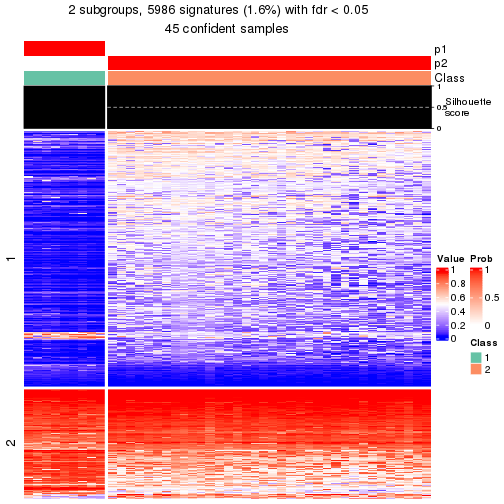 2 subgroups, 5986 signatures (1.6%) with fdr < 0.05
45 confident samples
p1
p2
Class
1
0.5
0
Silhouette
score
1
2
Value
1
0.8
0.6
0.4
0.2
0
Prob
1
0.5
0
Class
1
2